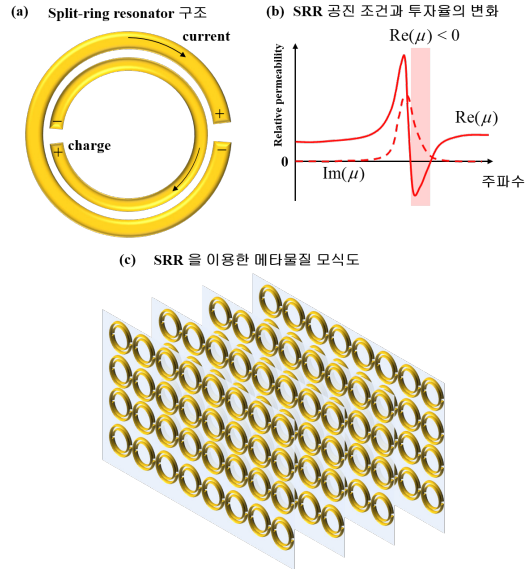 (a) Split-ring resonator 구조
current
+
−
−
+
charge
(b) SRR 공진 조건과 투자율의 변화
Re(μ) < 0
Relative permeability
Re(μ)
0
Im(μ)
주파수
(c) SRR 을 이용한 메타물질 모식도